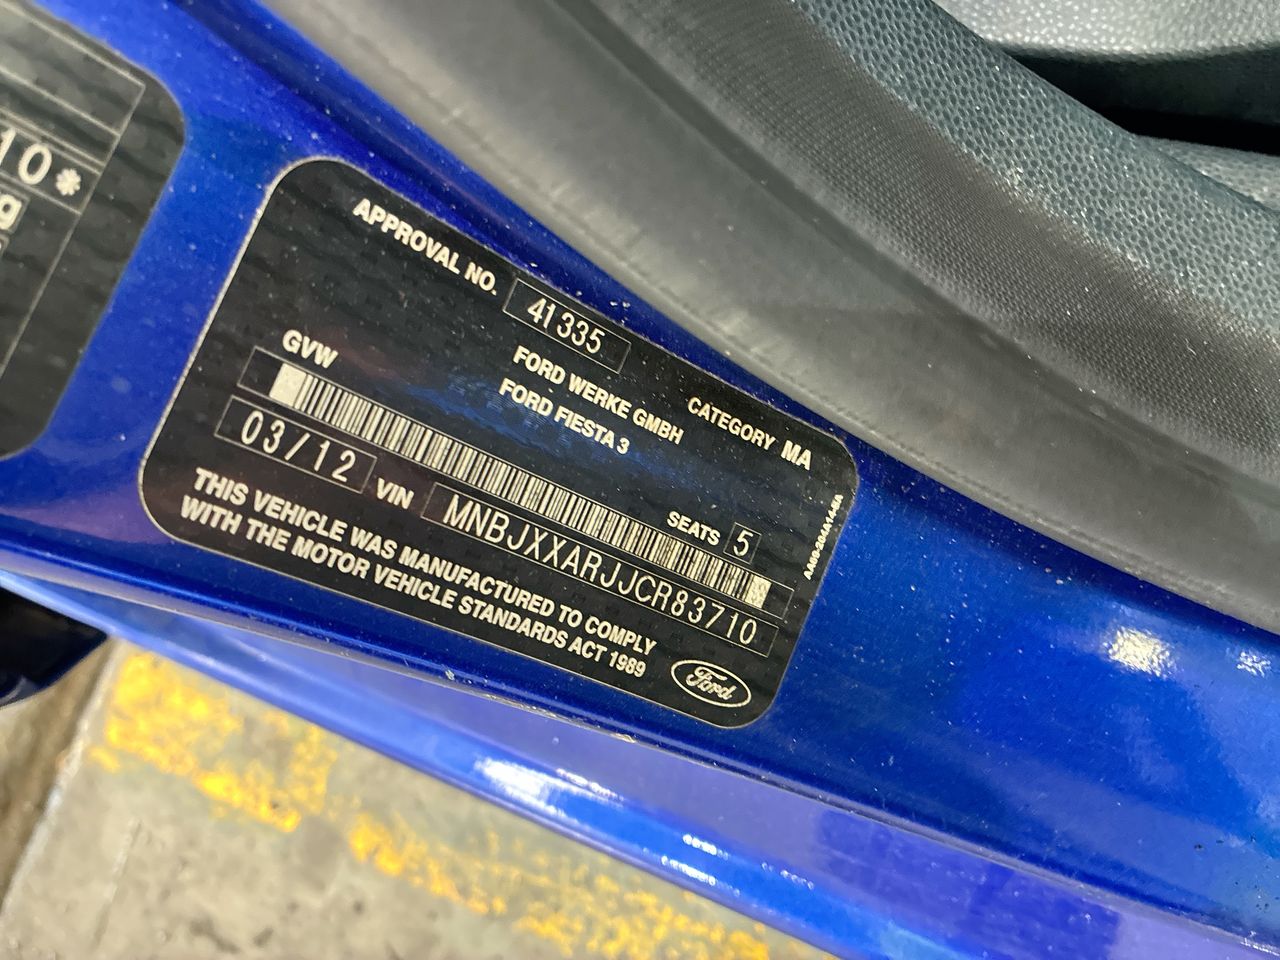 10*
g
APPROVAL NO. 41335
FORD WERKE GMBH
FORD FIESTA 3
CATEGORY MA
GVW
SEATS 5
03/12 VIN MNBJXXARJJCR83710
THIS VEHICLE WAS MANUFACTURED TO COMPLY
WITH THE MOTOR VEHICLE STANDARDS ACT 1989
Ford